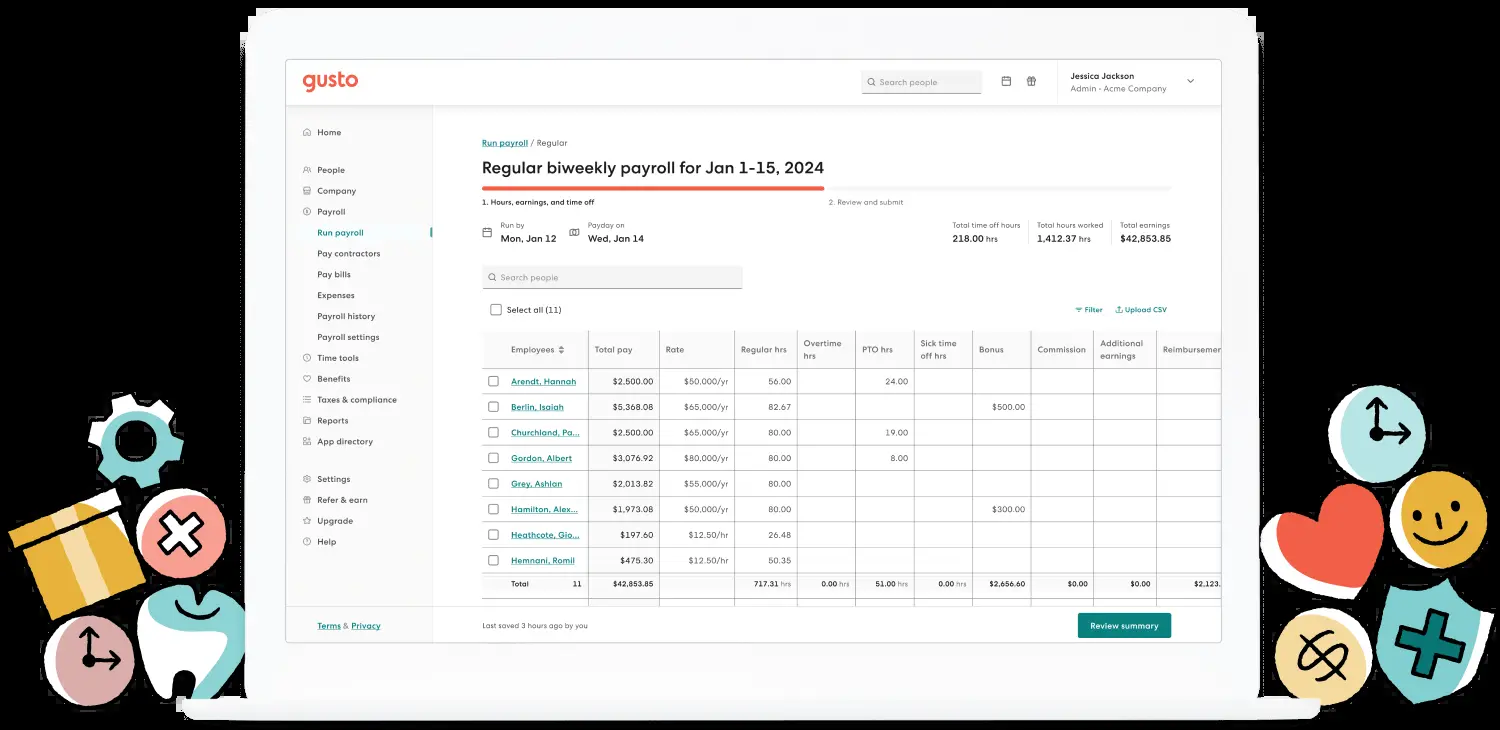 gusto
Search people
Jessica Jackson
Admin - Acme Company
Home
People
Company
Payroll
Run payroll
Pay contractors
Pay bills
Expenses
Payroll history
Payroll settings
Time tools
Benefits
Taxes & compliance
Reports
App directory
Settings
Refer & earn
Upgrade
Help
Terms & Privacy
Run payroll / Regular
Regular biweekly payroll for Jan 1-15, 2024
1. Hours, earnings, and time off
2. Review and submit
Run by
Mon, Jan 12
Payday on
Wed, Jan 14
Total time off hours
218.00 hrs
Total hours worked
1,412.37 hrs
Total earnings
$42,853.85
Search people
Select all (11)
Filter
Upload CSV
Employees Total pay Rate Regular hrs Overtime hrs PTO hrs Sick time off hrs Bonus Commission Additional earnings Reimbursemen
Arendt, Hannah $2,500.00 $50,000/yr 56.00 24.00
Berlin, Isaiah $5,368.08 $65,000/yr 82.67 $500.00
Churchland, Pa... $2,500.00 $65,000/yr 80.00 19.00
Gordon, Albert $3,076.92 $80,000/yr 80.00 8.00
Grey, Ashlan $2,013.82 $55,000/yr 80.00
Hamilton, Alex... $1,973.08 $50,000/yr 80.00 $300.00
Heathcote, Gio... $197.60 $12.50/hr 26.48
Hemnani, Romil $475.30 $12.50/hr 50.35
Total 11 $42,853.85 717.31 hrs 0.00 hrs 51.00 hrs 0.00 hrs $2,656.60 $0.00 $0.00 $2,123.
Last saved 3 hours ago by you
Review summary